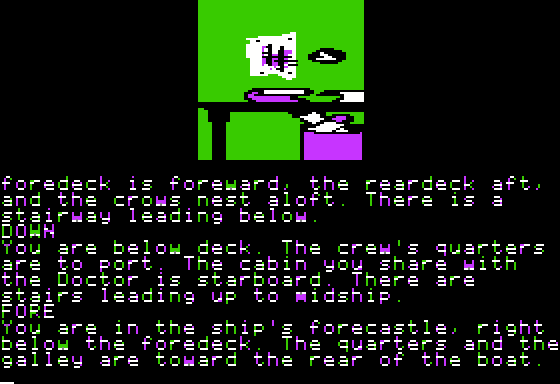 foredeck is foreward, the reardeck aft,
and the crows nest aloft. There is a
stairway leading below.
DOWN
You are below deck. The crew's quarters
are to port. The cabin you share with
the Doctor is starboard. There are
stairs leading up to midship.
FORE
You are in the ship's forecastle, right
below the foredeck. The quarters and the
galley are toward the rear of the boat.